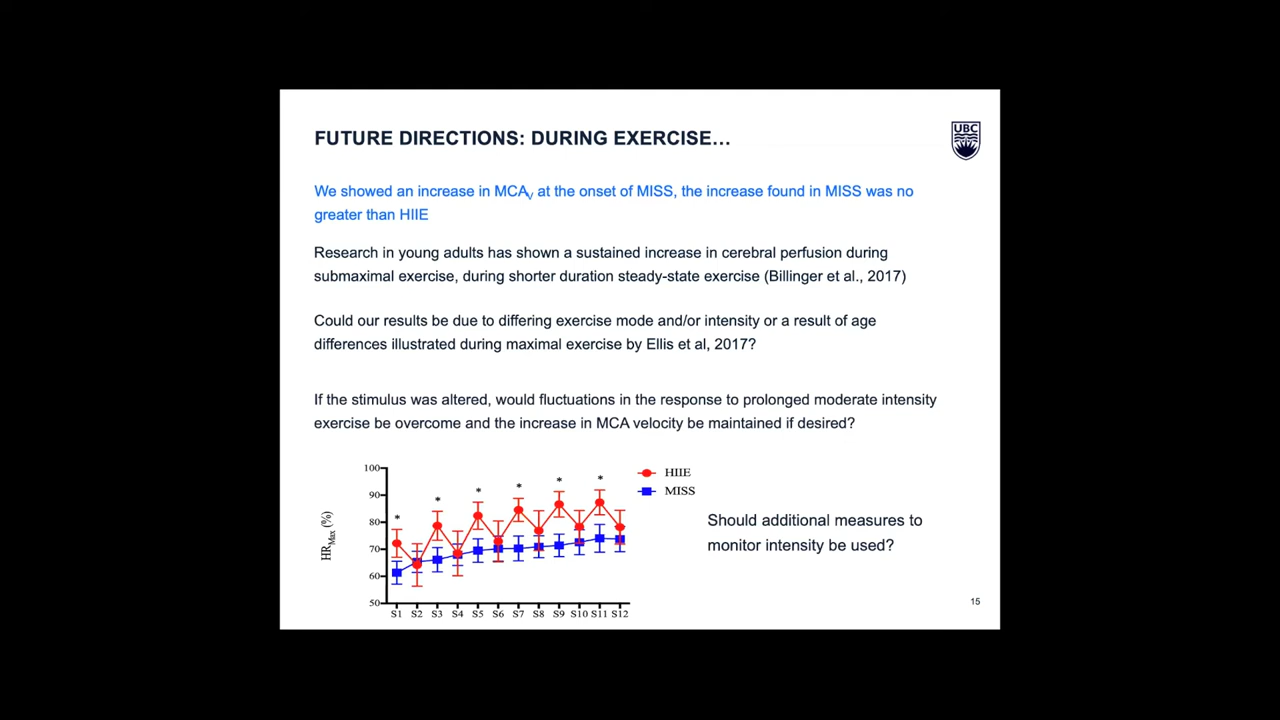 FUTURE DIRECTIONS: DURING EXERCISE…
UBC
We showed an increase in MCAv at the onset of MISS, the increase found in MISS was no
greater than HIIE
Research in young adults has shown a sustained increase in cerebral perfusion during
submaximal exercise, during shorter duration steady-state exercise (Billinger et al., 2017)
Could our results be due to differing exercise mode and/or intensity or a result of age
differences illustrated during maximal exercise by Ellis et al, 2017?
If the stimulus was altered, would fluctuations in the response to prolonged moderate intensity
exercise be overcome and the increase in MCA velocity be maintained if desired?
HRMax (%)
100
90
80
70
60
50
* * * * * *
S1 S2 S3 S4 S5 S6 S7 S8 S9 S10 S11 S12
HIIE
MISS
Should additional measures to
monitor intensity be used?
15